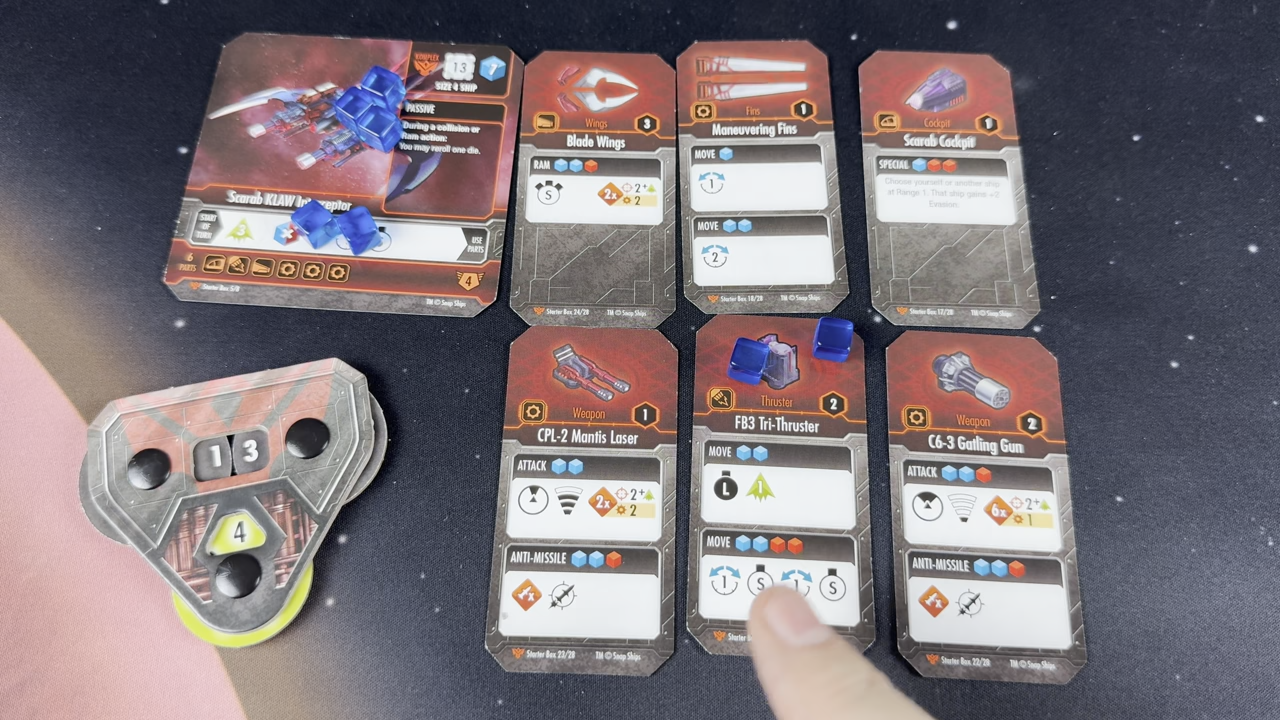 KOMPLEX
13
7
SIZE 4 SHIP
PASSIVE
During a collision or
Ram action:
You may reroll one die.
START
OF
TURN
3
USE
PARTS
6
PARTS
4
Starter Box 5/8
TM © Snap Ships
Wings
3
Blade Wings
RAM
S
2x
2+
2
Starter Box 24/28
TM © Snap Ships
Fins
1
Maneuvering Fins
MOVE
1
MOVE
2
Starter Box 18/28
TM © Snap Ships
Cockpit
1
Scarab Cockpit
SPECIAL
Choose yourself or another ship
at Range 1. That ship gains +2
Evasion.
Starter Box 12/28
TM © Snap Ships
Scarab KLAW
13
4
Weapon
1
CPL-2 Mantis Laser
ATTACK
2x
2+
2
ANTI-MISSILE
Starter Box 23/28
TM © Snap Ships
Thruster
2
FB3 Tri-Thruster
MOVE
L
1
MOVE
1
S
1
S
Starter
Weapon
2
C6-3 Gatling Gun
ATTACK
6x
2+
1
ANTI-MISSILE
Starter Box 22/28
TM © Snap Ships